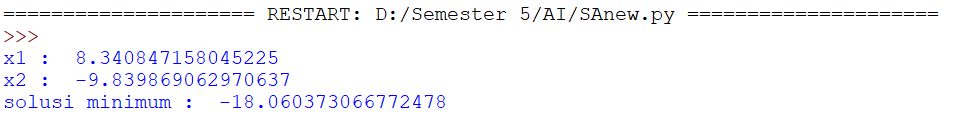 ===================== RESTART: D:/Semester 5/AI/SAnew.py =====================
>>>
x1 :  8.340847158045225
x2 :  -9.839869062970637
solusi minimum :  -18.060373066772478